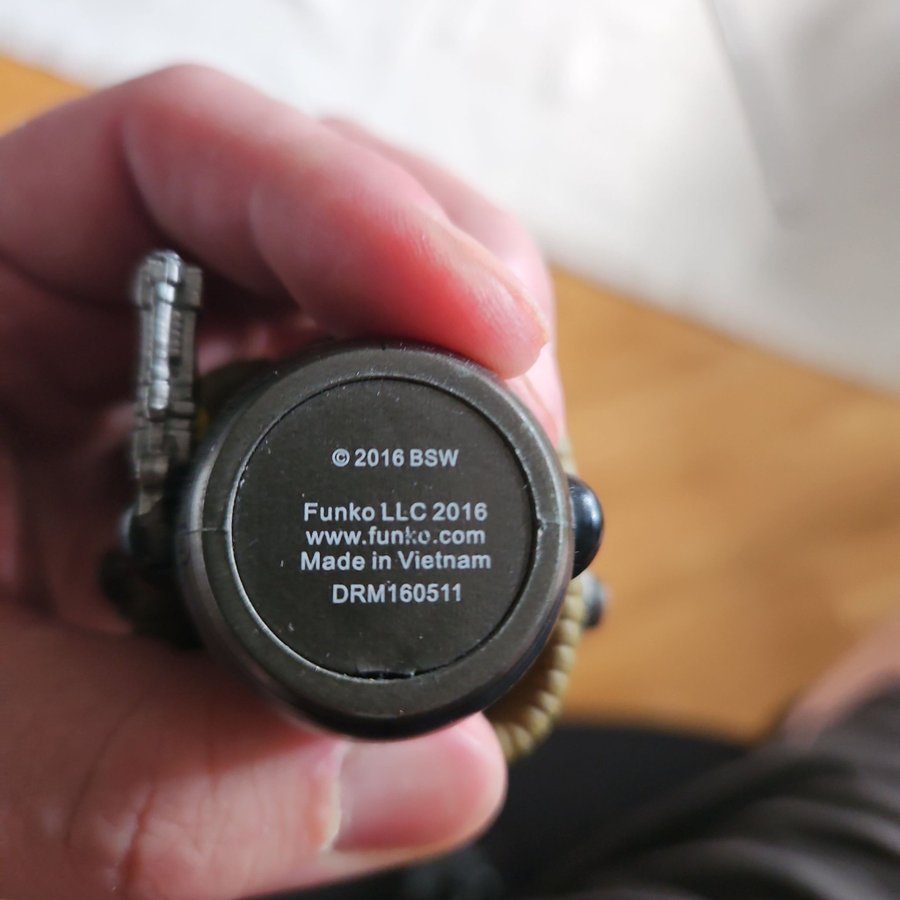 © 2016 BSW
Funko LLC 2016
www.funko.com
Made in Vietnam
DRM160511